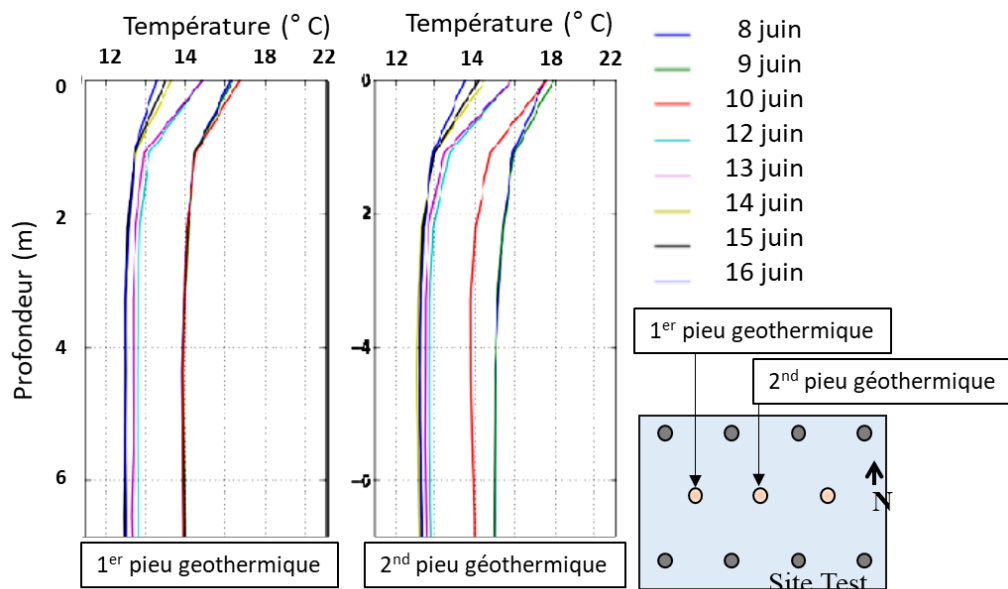 Température (° C)
12 14 18 22
0
2
4
6
Profondeur (m)
1er pieu geothermique
Température (° C)
12 14 18 22
0
2
-4
2nd pieu géothermique
8 juin
9 juin
10 juin
12 juin
13 juin
14 juin
15 juin
16 juin
1er pieu geothermique
2nd pieu géothermique
N
Site Test